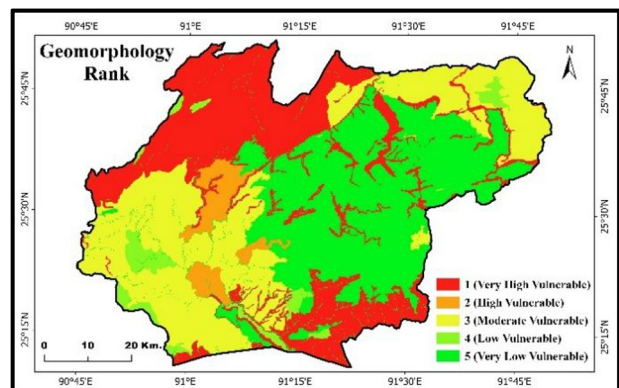 90°45'E 91°E 91°15'E 91°30'E 91°45'E
Geomorphology
Rank
N
25°45'N 25°45'N
25°30'N 25°30'N
25°15'N 25°15'N
1 (Very High Vulnerable)
2 (High Vulnerable)
3 (Moderate Vulnerable)
4 (Low Vulnerable)
5 (Very Low Vulnerable)
0 10 20 Km.
90°45'E 91°E 91°15'E 91°30'E 91°45'E